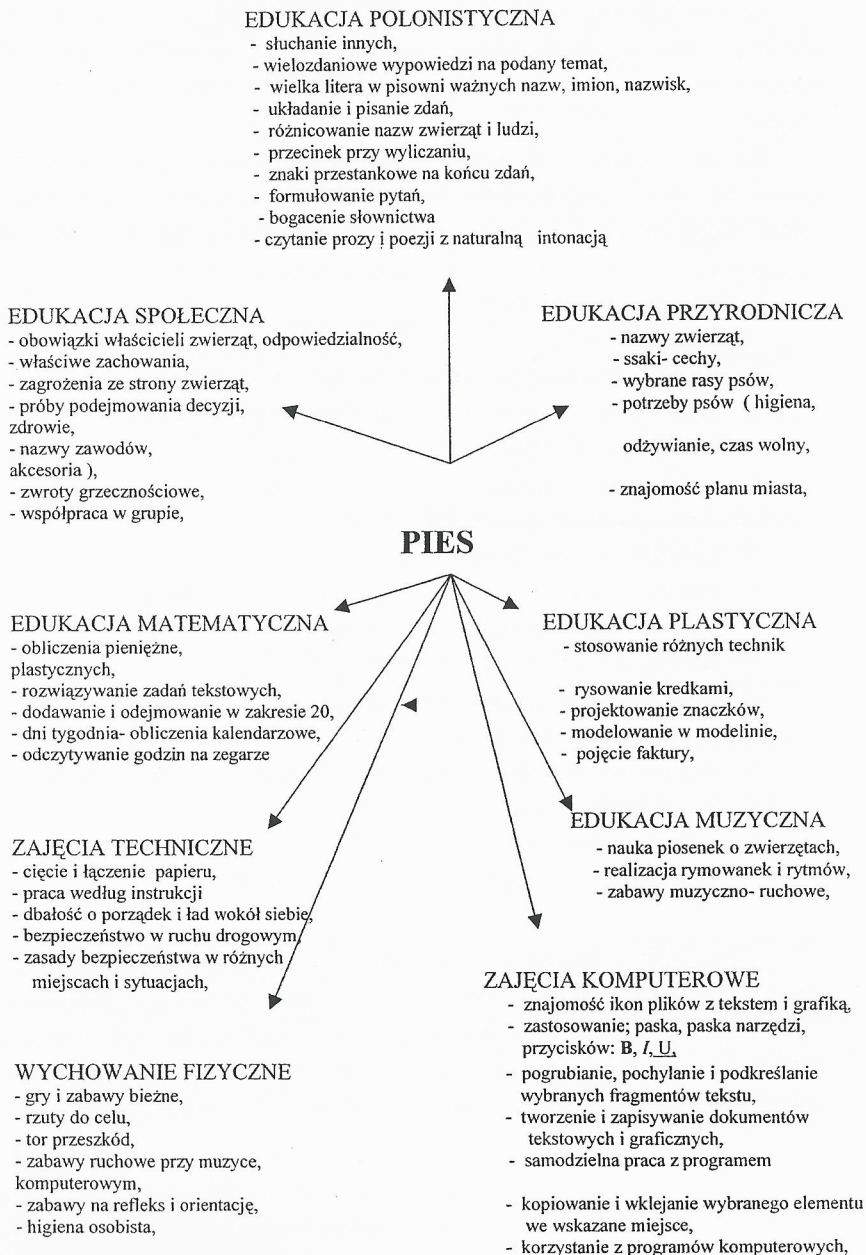 EDUKACJA POLONISTYCZNA
- słuchanie innych,
- wielozdaniowe wypowiedzi na podany temat,
- wielka litera w pisowni ważnych nazw, imion, nazwisk,
- układanie i pisanie zdań,
- różnicowanie nazw zwierząt i ludzi,
- przecinek przy wyliczaniu,
- znaki przestankowe na końcu zdań,
- formułowanie pytań,
- bogacenie słownictwa
- czytanie prozy i poezji z naturalną intonacją
EDUKACJA SPOŁECZNA
- obowiązki właścicieli zwierząt, odpowiedzialność,
- właściwe zachowania,
- zagrożenia ze strony zwierząt,
- próby podejmowania decyzji,
zdrowie,
- nazwy zawodów,
akcesoria ),
- zwroty grzecznościowe,
- współpraca w grupie,
EDUKACJA PRZYRODNICZA
- nazwy zwierząt,
- ssaki- cechy,
- wybrane rasy psów,
- potrzeby psów ( higiena,
odżywianie, czas wolny,
- znajomość planu miasta,
PIES
EDUKACJA MATEMATYCZNA
- obliczenia pieniężne,
plastycznych,
- rozwiązywanie zadań tekstowych,
- dodawanie i odejmowanie w zakresie 20,
- dni tygodnia- obliczenia kalendarzowe,
- odczytywanie godzin na zegarze
EDUKACJA PLASTYCZNA
- stosowanie różnych technik
- rysowanie kredkami,
- projektowanie znaczków,
- modelowanie w modelinie,
- pojęcie faktury,
EDUKACJA MUZYCZNA
- nauka piosenek o zwierzętach,
- realizacja rymowanek i rytmów,
- zabawy muzyczno- ruchowe,
ZAJĘCIA TECHNICZNE
- cięcie i łączenie papieru,
- praca według instrukcji
- dbałość o porządek i ład wokół siebie,
- bezpieczeństwo w ruchu drogowym,
- zasady bezpieczeństwa w różnych
miejscach i sytuacjach,
ZAJĘCIA KOMPUTEROWE
- znajomość ikon plików z tekstem i grafiką,
- zastosowanie; paska, paska narzędzi,
przycisków: B, I, U,
- pogrubianie, pochylanie i podkreślanie
wybranych fragmentów tekstu,
- tworzenie i zapisywanie dokumentów
tekstowych i graficznych,
- samodzielna praca z programem
- kopiowanie i wklejanie wybranego elementu
we wskazane miejsce,
- korzystanie z programów komputerowych,
WYCHOWANIE FIZYCZNE
- gry i zabawy bieżne,
- rzuty do celu,
- tor przeszkód,
- zabawy ruchowe przy muzyce,
komputerowym,
- zabawy na refleks i orientację,
- higiena osobista,